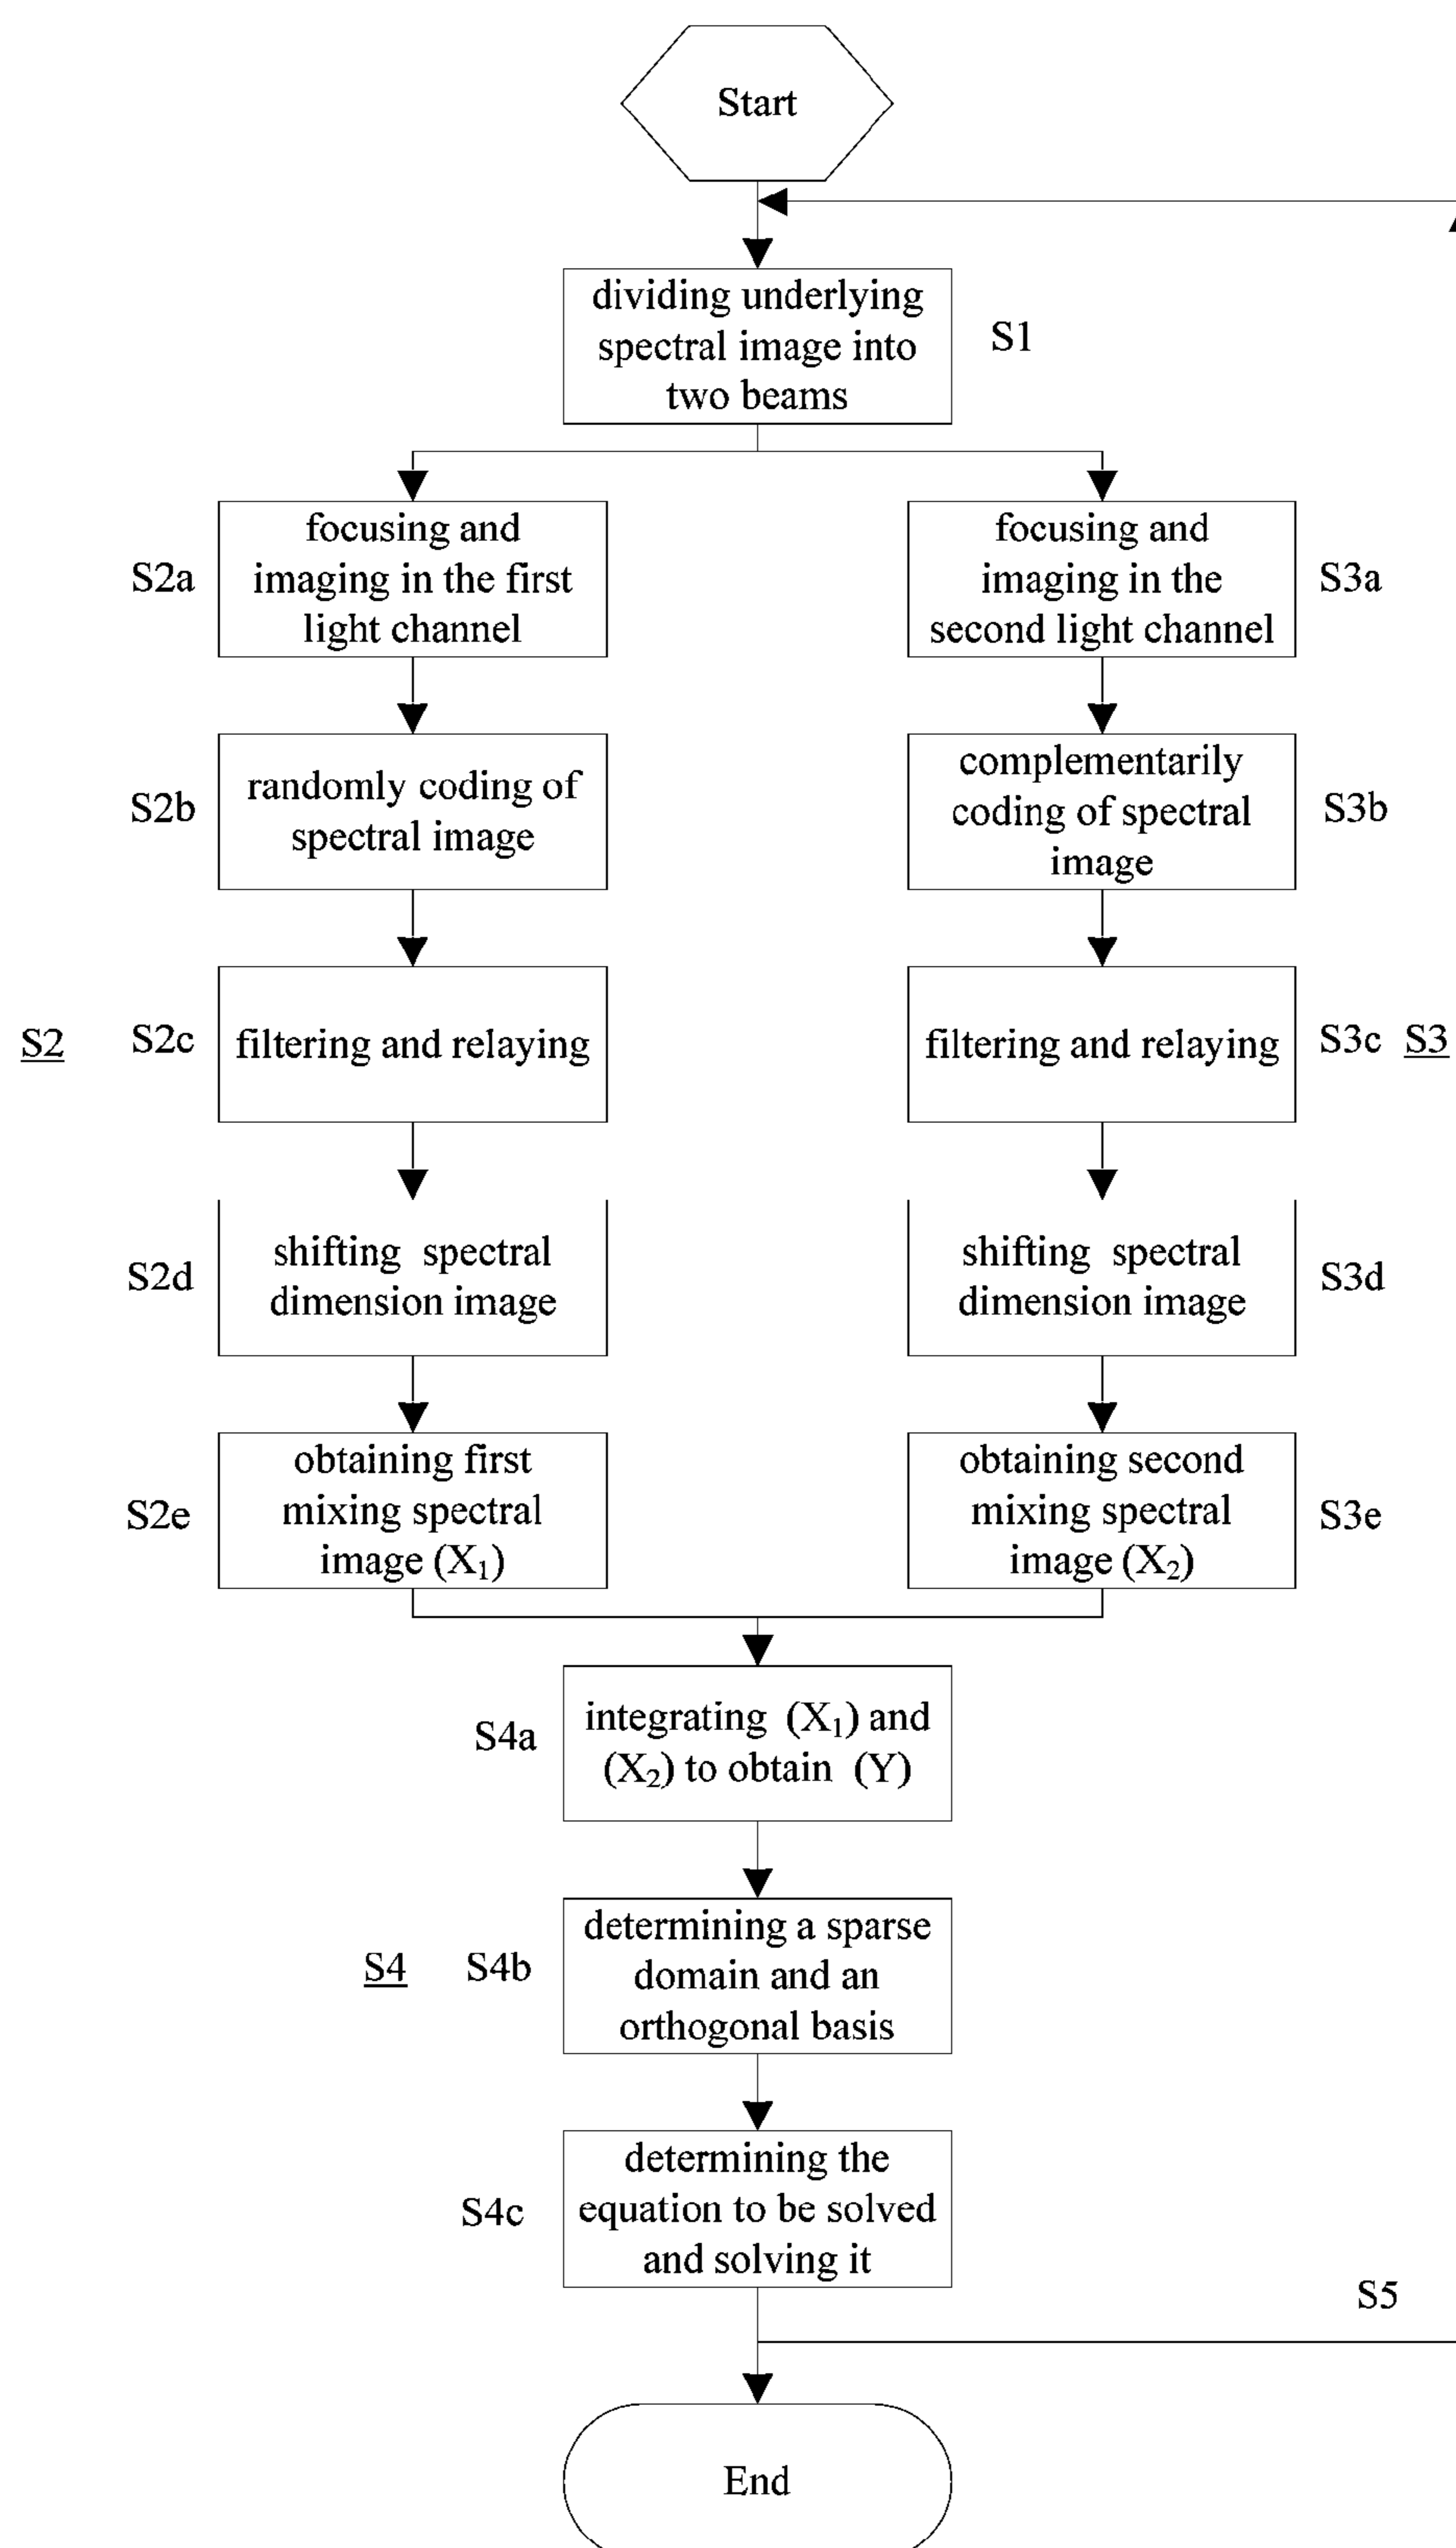 Start
dividing underlying
spectral image into
two beams
S1
S2a
focusing and
imaging in the first
light channel
focusing and
imaging in the
second light channel
S3a
S2b
randomly coding of
spectral image
complementarily
coding of spectral
image
S3b
S2
S2c
filtering and relaying
filtering and relaying
S3c
S3
S2d
shifting spectral
dimension image
shifting spectral
dimension image
S3d
S2e
obtaining first
mixing spectral
image (X₁)
obtaining second
mixing spectral
image (X₂)
S3e
S4a
integrating (X₁) and
(X₂) to obtain (Y)
S4
S4b
determining a sparse
domain and an
orthogonal basis
S4c
determining the
equation to be solved
and solving it
S5
End